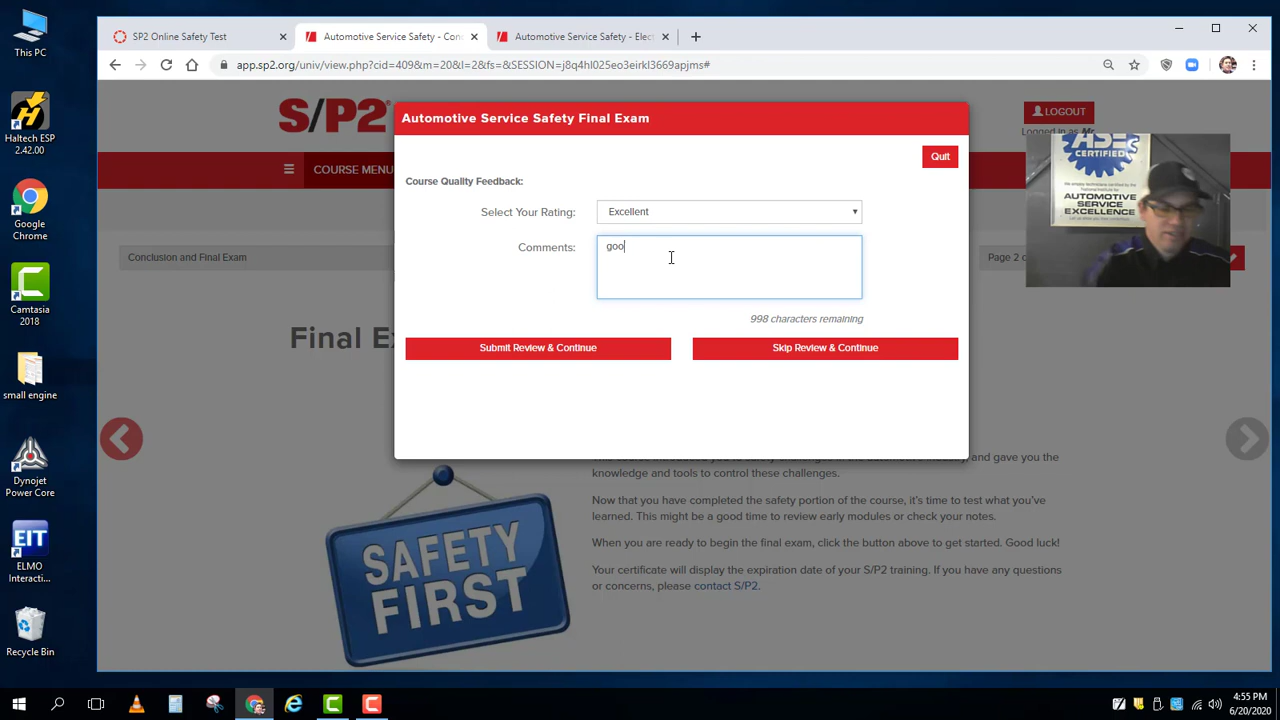 This PC
Haltech ESP
2.42.00
Google
Chrome
Camtasia
2018
small engine
Dynojet
Power Core
EIT
ELMO
Interacti...
Recycle Bin
SP2 Online Safety Test
Automotive Service Safety - Con
Automotive Service Safety - Elect
app.sp2.org/univ/view.php?cid=409&m=20&l=2&fs=&SESSION=j8q4hl025eo3eirkl3669apjms#
S/P2
LOGOUT
Logged in as Mr.
COURSE MENU
Automotive Service Safety Final Exam
Quit
Course Quality Feedback:
Select Your Rating:
Excellent
Comments:
goo
998 characters remaining
Submit Review & Continue
Skip Review & Continue
ASE
CERTIFIED
AUTOMOTIVE
SERVICE
EXCELLENCE
Conclusion and Final Exam
Page 2 o
Final Ex
and gave you the
knowledge and tools to control these challenges.
Now that you have completed the safety portion of the course, it's time to test what you've
learned. This might be a good time to review early modules or check your notes.
When you are ready to begin the final exam, click the button above to get started. Good luck!
Your certificate will display the expiration date of your S/P2 training. If you have any questions
or concerns, please contact S/P2.
SAFETY
FIRST
4:55 PM
6/20/2020